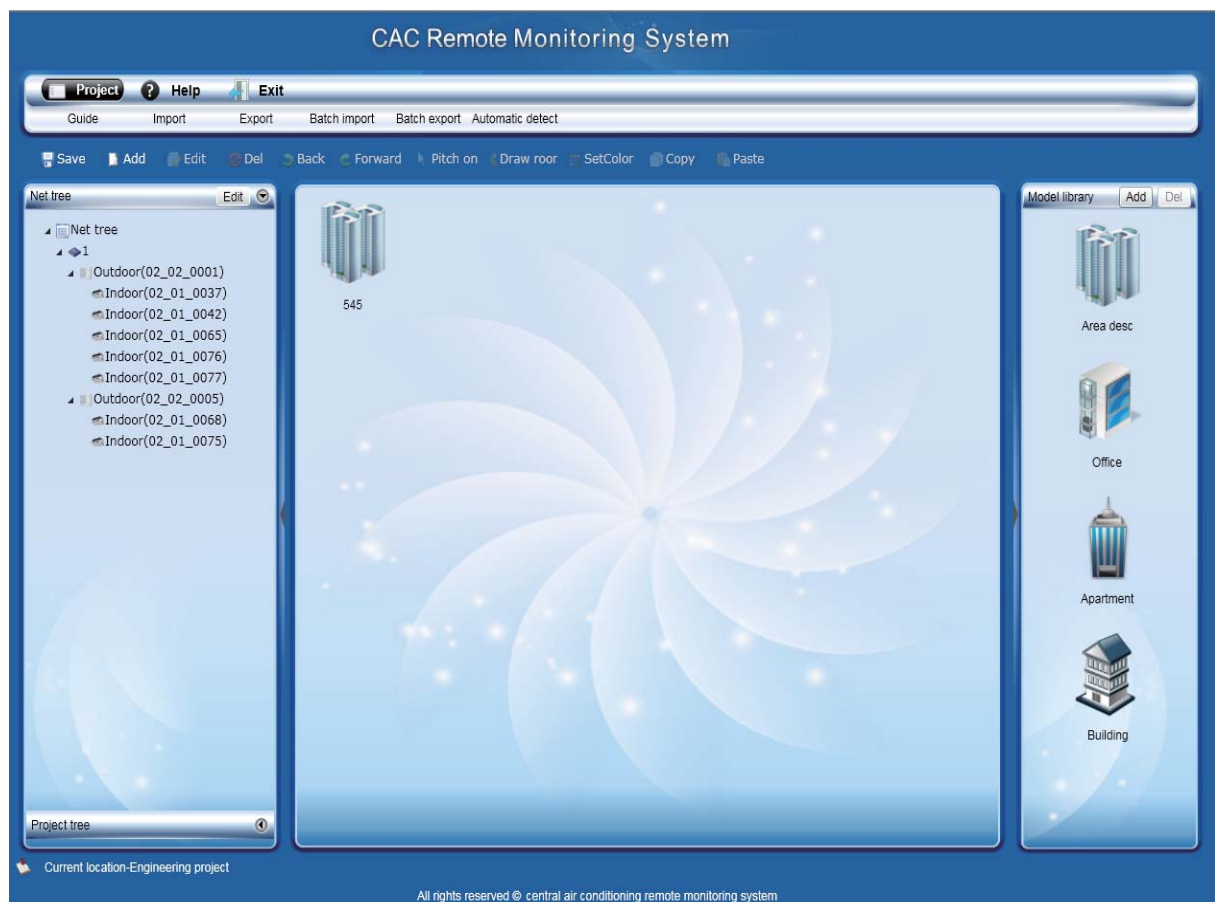 CAC Remote Monitoring System
Project Help Exit
Guide Import Export Batch import Batch export Automatic detect
Save Add Edit Del Back Forward Pitch on Draw roor SetColor Copy Paste
Net tree Edit
Net tree
1
Outdoor(02_02_0001)
Indoor(02_01_0037)
Indoor(02_01_0042)
Indoor(02_01_0065)
Indoor(02_01_0076)
Indoor(02_01_0077)
Outdoor(02_02_0005)
Indoor(02_01_0068)
Indoor(02_01_0075)
Project tree
545
Model library Add Del
Area desc
Office
Apartment
Building
Current location-Engineering project
All rights reserved © central air conditioning remote monitoring system